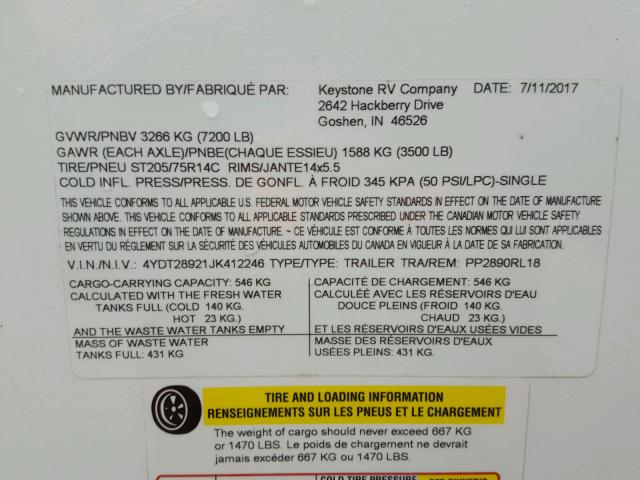 MANUFACTURED BY/FABRIQUÉ PAR: Keystone RV Company DATE: 7/11/2017
2642 Hackberry Drive
Goshen, IN 46526
GVWR/PNBV 3266 KG (7200 LB)
GAWR (EACH AXLE)/PNBE(CHAQUE ESSIEU) 1588 KG (3500 LB)
TIRE/PNEU ST205/75R14C RIMS/JANTE14x5.5
COLD INFL. PRESS/PRESS. DE GONFL. À FROID 345 KPA (50 PSI/LPC)-SINGLE
THIS VEHICLE CONFORMS TO ALL APPLICABLE U.S. FEDERAL MOTOR VEHICLE SAFETY STANDARDS IN EFFECT ON THE DATE OF MANUFACTURE
SHOWN ABOVE. THIS VEHICLE CONFORMS TO ALL APPLICABLE STANDARDS PRESCRIBED UNDER THE CANADIAN MOTOR VEHICLE SAFETY
REGULATIONS IN EFFECT ON THE DATE OF MANUFACTURE. ~ CE VÉHICULE EST CONFORME À TOUTES LES NORMES QUI LUI SONT APPLICABLES
EN VERTU DU RÈGLEMENT SUR LA SÉCURITÉ DES VÉHICULES AUTOMOBILES DU CANADA EN VIGUEUR À LA DATE DE SA FABRICATION.
V.I.N./N.I.V.: 4YDT28921JK412246 TYPE/TYPE: TRAILER TRA/REM: PP2890RL18
CARGO-CARRYING CAPACITY: 546 KG
CALCULATED WITH THE FRESH WATER
TANKS FULL (COLD 140 KG.
HOT 23 KG.)
AND THE WASTE WATER TANKS EMPTY
MASS OF WASTE WATER
TANKS FULL: 431 KG
CAPACITÉ DE CHARGEMENT: 546 KG
CALCULÉE AVEC LES RÉSERVOIRS D'EAU
DOUCE PLEINS (FROID 140 KG.
CHAUD 23 KG.)
ET LES RÉSERVOIRS D'EAUX USÉES VIDES
MASSE DES RÉSERVOIRS D'EAUX
USÉES PLEINS: 431 KG
TIRE AND LOADING INFORMATION
RENSEIGNEMENTS SUR LES PNEUS ET LE CHARGEMENT
The weight of cargo should never exceed 667 KG
or 1470 LBS. Le poids de chargement ne devrait
jamais excéder 667 KG ou 1470 LBS.
COLD TIRE PRESSURE SEE OWNER'S